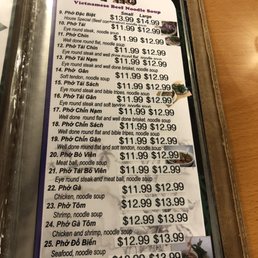 Vietnamese Beef Noodle Soup
Small Large
9. Phở Đặc Biệt $13.99 $14.99
House Special
10. Phở Tái $11.99 $12.99
Eye round steak, noodle soup
11. Phở Chín $11.99 $12.99
Well done round flat, noodle soup
12. Phở Tái Chín $11.99 $12.99
13. Phở Tái Nạm $11.99 $12.99
Eye round steak and well done brisket, noodle soup
14. Phở Gân $11.99 $12.99
Soft tendon, noodle soup
15. Phở Tái Sách $11.99 $12.99
Eye round steak and bible tripes, noodle soup
16. Phở Tái Gân $11.99 $12.99
Eye round steak and soft tendon, noodle soup
17. Phở Chín Nạm $11.99 $12.99
Well done round flat and well done brisket, noodle soup
18. Phở Chín Sách $11.99 $12.99
Well done round flat and bible tripes, noodle soup
19. Phở Chín Gân $11.99 $12.99
Well done round flat and soft tendon, noodle soup
20. Phở Bò Viên $11.99 $12.99
Meat ball, noodle soup
21. Phở Tái Bò Viên $11.99 $12.99
Eye round steak and meat ball, noodle soup
22. Phở Gà $11.99 $12.99
Chicken, noodle soup
23. Phở Tôm $12.99 $13.99
Shrimp, noodle soup
24. Phở Gà Tôm $12.99 $13.99
Chicken and shrimp, noodle soup
25. Phở Đồ Biển $12.99 $13.99
Seafood, noodle soup